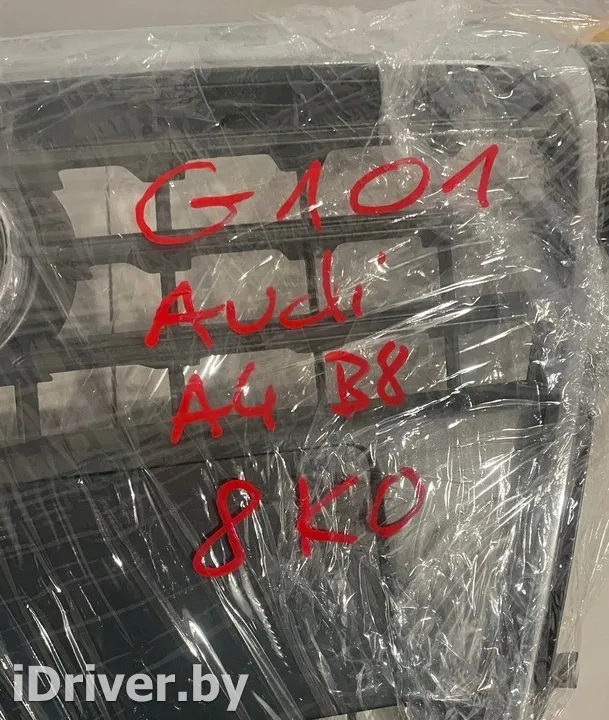 G101
Audi
A4 B8
8K0
iDriver.by